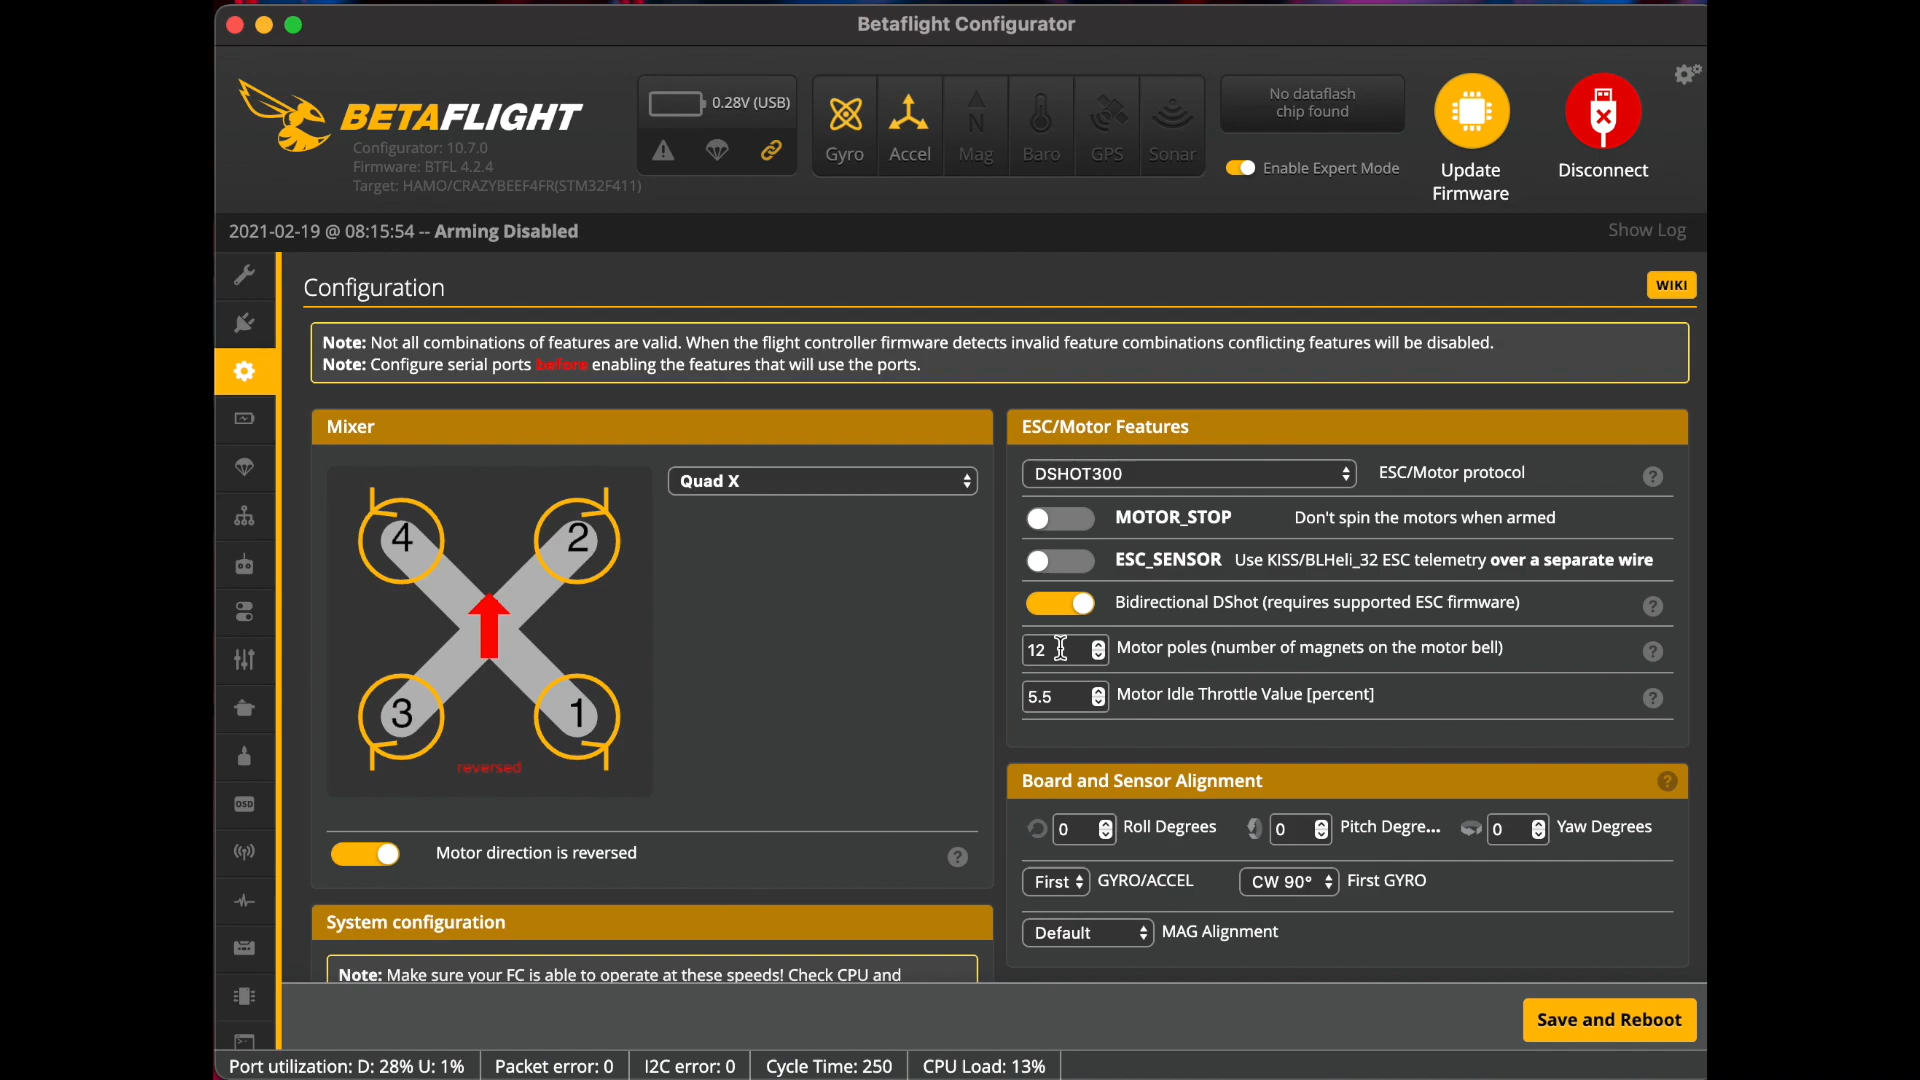 Betaflight Configurator
BETAFLIGHT
Configurator: 10.7.0
Firmware: BTFL 4.2.4
Target: HAMO/CRAZYBEEF4FR(STM32F411)
0.28V (USB)
Gyro
Accel
N
Mag
Baro
GPS
Sonar
No dataflash
chip found
Enable Expert Mode
Update
Firmware
Disconnect
2021-02-19 @ 08:15:54 -- Arming Disabled
Show Log
Configuration
WIKI
Note: Not all combinations of features are valid. When the flight controller firmware detects invalid feature combinations conflicting features will be disabled.
Note: Configure serial ports before enabling the features that will use the ports.
Mixer
Quad X
4
2
3
1
reversed
Motor direction is reversed
?
System configuration
Note: Make sure your FC is able to operate at these speeds! Check CPU and
ESC/Motor Features
DSHOT300
ESC/Motor protocol
?
MOTOR_STOP
Don't spin the motors when armed
ESC_SENSOR
Use KISS/BLHeli_32 ESC telemetry over a separate wire
Bidirectional DShot (requires supported ESC firmware)
?
12
Motor poles (number of magnets on the motor bell)
?
5.5
Motor Idle Throttle Value [percent]
?
Board and Sensor Alignment
?
0
Roll Degrees
0
Pitch Degre...
0
Yaw Degrees
First
GYRO/ACCEL
CW 90°
First GYRO
Default
MAG Alignment
OSD
Save and Reboot
Port utilization: D: 28% U: 1%
Packet error: 0
I2C error: 0
Cycle Time: 250
CPU Load: 13%